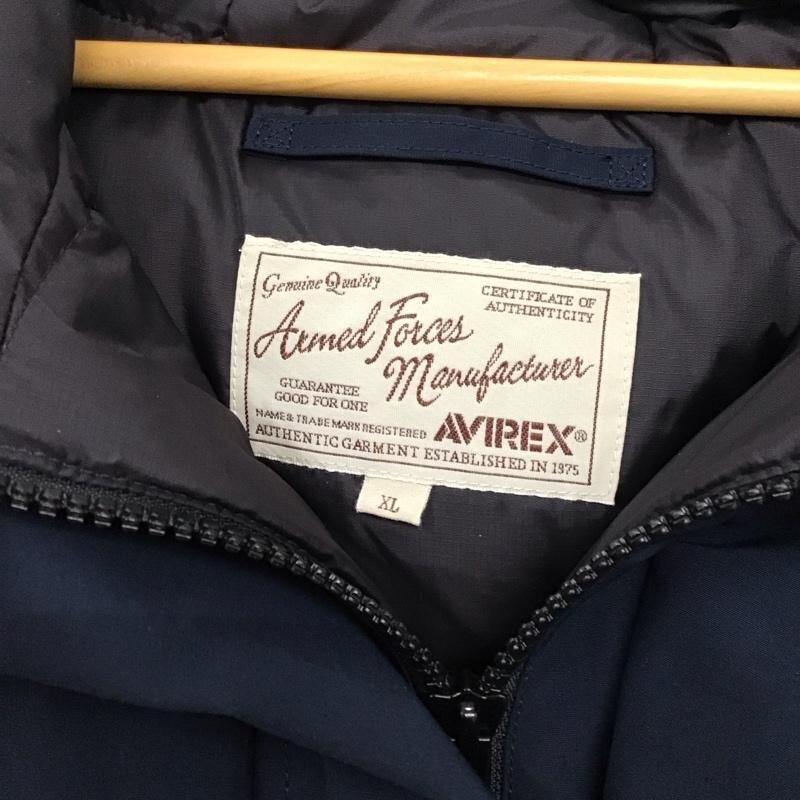 Genuine Quality
CERTIFICATE OF
AUTHENTICITY
Armed Forces
Manufacturer
GUARANTEE
GOOD FOR ONE
NAME & TRADE MARK REGISTERED
AVIREX®
AUTHENTIC GARMENT ESTABLISHED IN 1975
XL